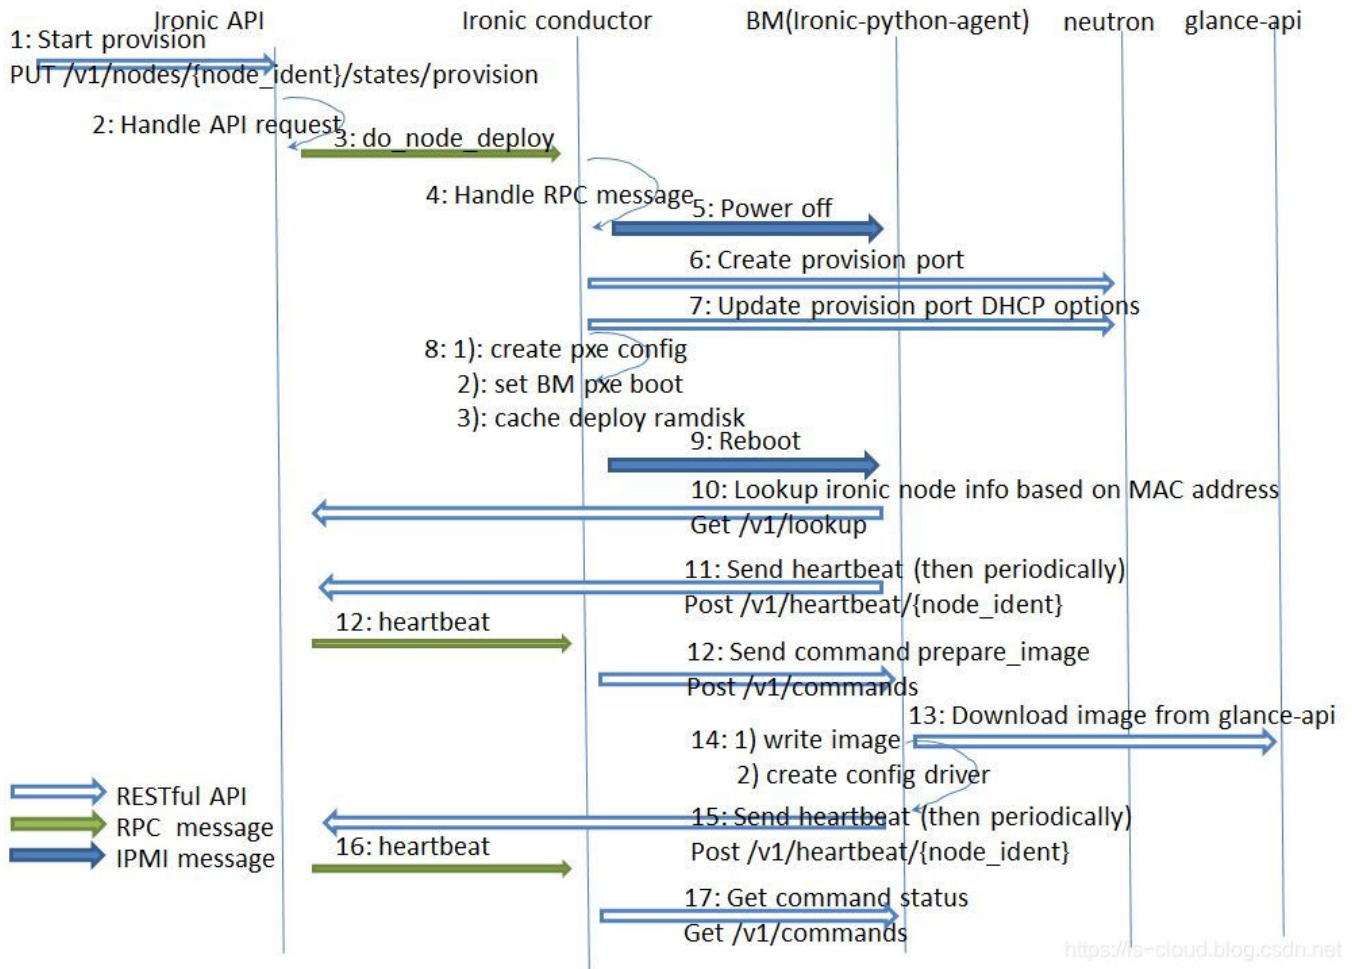 Ironic API
Ironic conductor
BM(Ironic-python-agent)
neutron
glance-api
1: Start provision
PUT /v1/nodes/{node_ident}/states/provision
2: Handle API request
3: do_node_deploy
4: Handle RPC message
5: Power off
6: Create provision port
7: Update provision port DHCP options
8: 1): create pxe config
2): set BM pxe boot
3): cache deploy ramdisk
9: Reboot
10: Lookup ironic node info based on MAC address
Get /v1/lookup
11: Send heartbeat (then periodically)
Post /v1/heartbeat/{node_ident}
12: heartbeat
12: Send command prepare_image
Post /v1/commands
13: Download image from glance-api
14: 1) write image
2) create config driver
15: Send heartbeat (then periodically)
Post /v1/heartbeat/{node_ident}
16: heartbeat
17: Get command status
Get /v1/commands
RESTful API
RPC message
IPMI message
https://is-cloud.blog.csdn.net